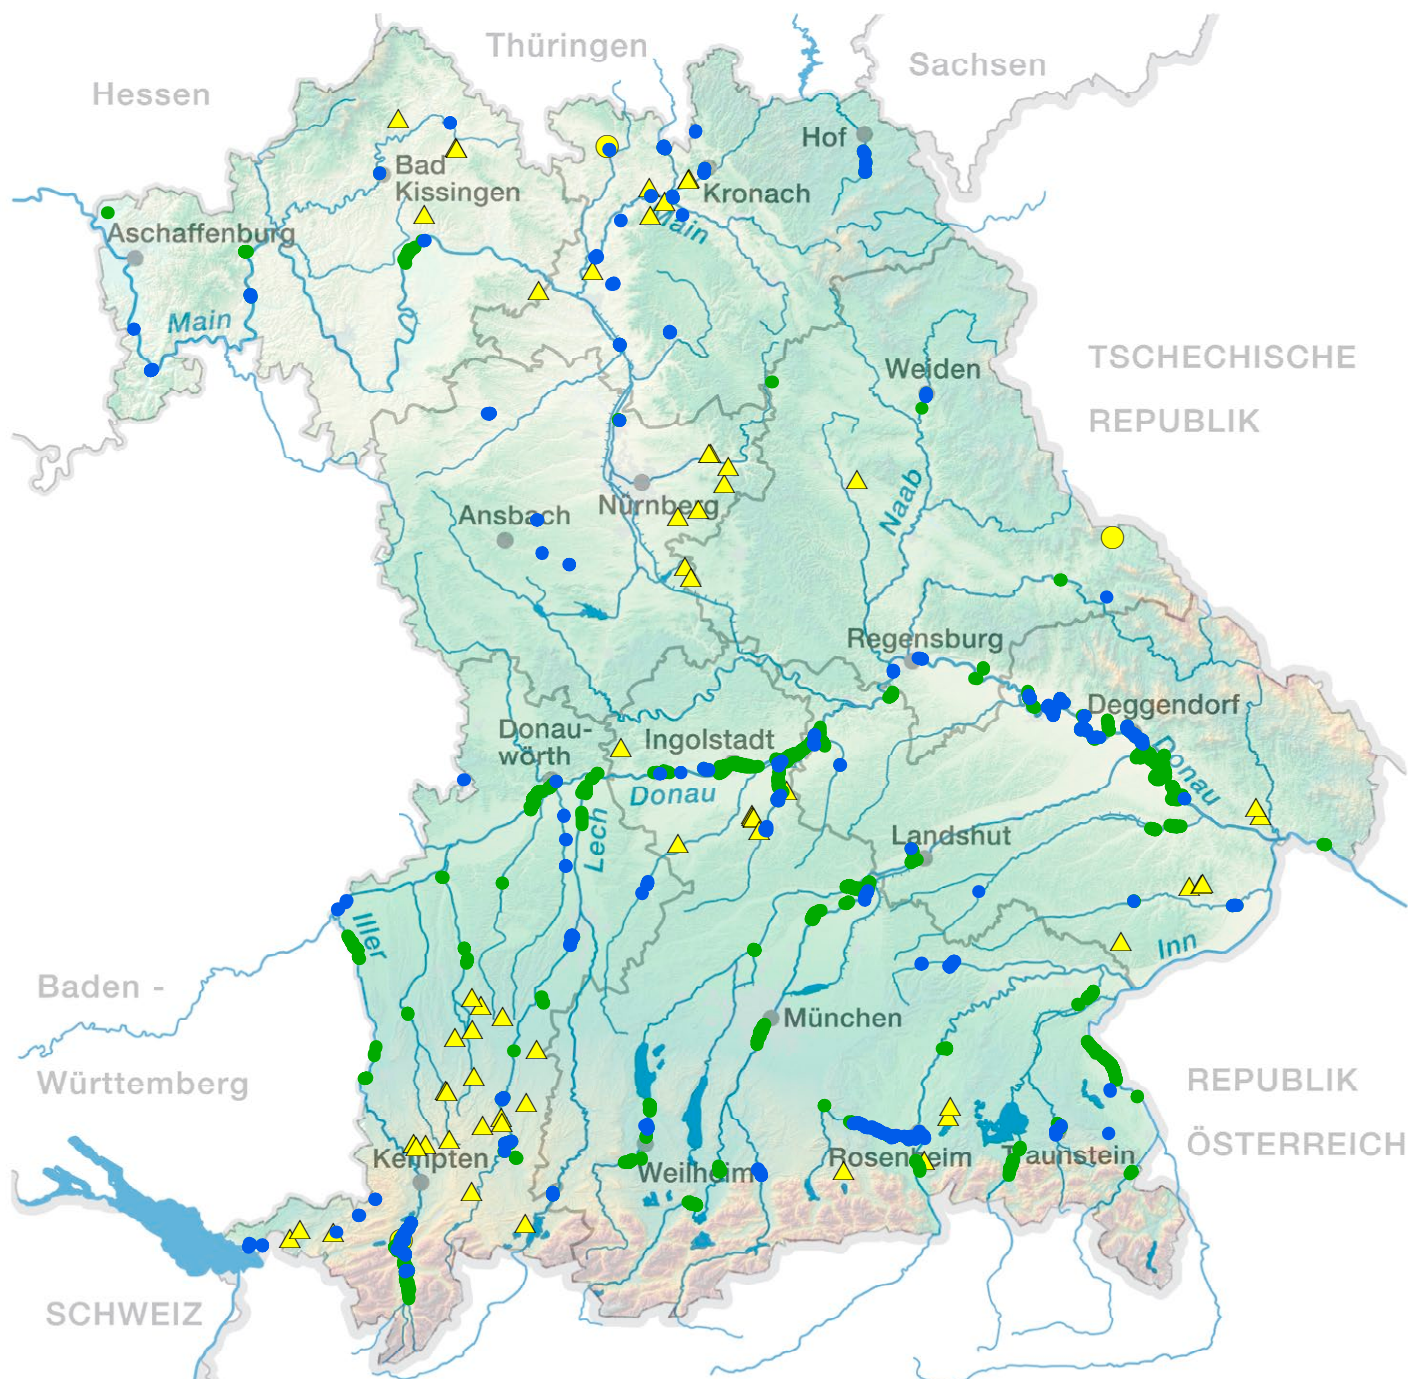 Thüringen
Sachsen
Hessen
Hof
Bad
Kissingen
Kronach
Main
Aschaffenburg
Main
TSCHECHISCHE
Weiden
REPUBLIK
Naab
Nürnberg
Ansbach
Regensburg
Deggendorf
Donau-
wörth
Ingolstadt
Donau
Donau
Lech
Landshut
Iller
Inn
Baden -
München
Württemberg
REPUBLIK
ÖSTERREICH
Kempten
Weilheim
Rosenheim
Traunstein
SCHWEIZ